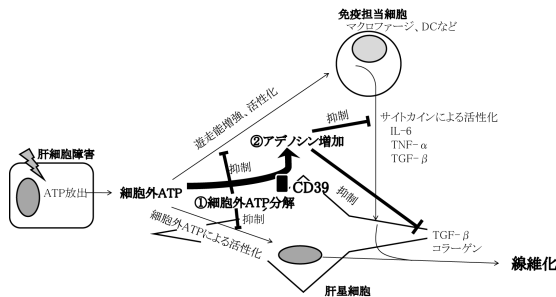 免疫担当細胞
マクロファージ、DCなど
遊走能増強、活性化
抑制
サイトカインによる活性化
IL-6
TNF-α
TGF-β
②アデノシン増加
肝細胞障害
ATP放出
細胞外ATP
抑制
CD39
抑制
①細胞外ATP分解
抑制
細胞外ATPによる活性化
TGF-β
コラーゲン
線維化
肝星細胞